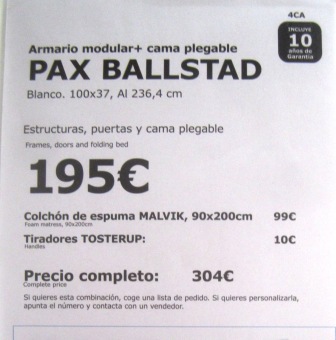 4CA
INCLUYE
10
años de
Garantía
Armario modular+ cama plegable
PAX BALLSTAD
Blanco. 100x37, Al 236,4 cm
Estructuras, puertas y cama plegable
Frames, doors and folding bed
195€
Colchón de espuma MALVIK, 90x200cm 99€
Foam matress, 90x200cm
Tiradores TOSTERUP: 10€
Handles
Precio completo: 304€
Complete price
Si quieres esta combinación, coge una lista de pedido. Si quieres personalizarla,
apunta el número y contacta con un vendedor.